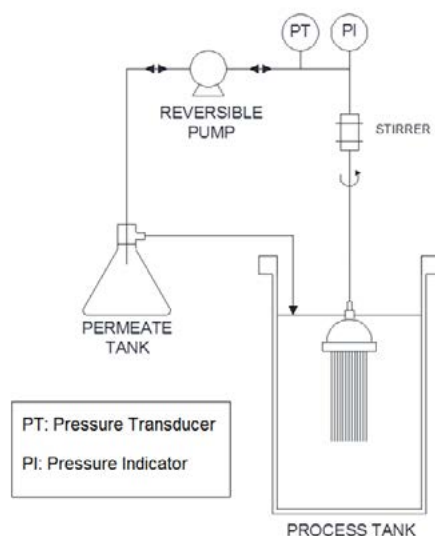 PT
PI
REVERSIBLE
PUMP
STIRRER
PERMEATE
TANK
PT: Pressure Transducer
PI: Pressure Indicator
PROCESS TANK